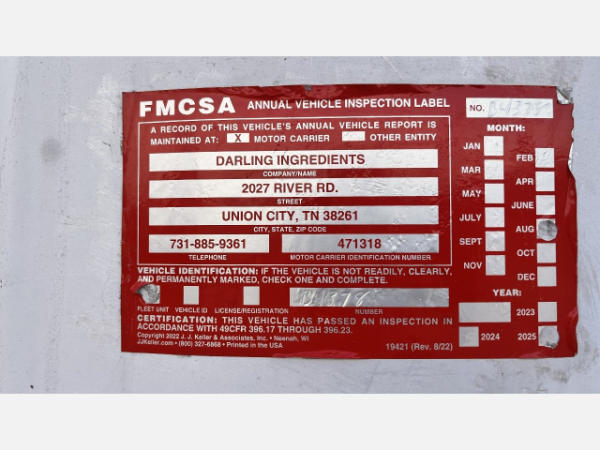 FMCSA ANNUAL VEHICLE INSPECTION LABEL
NO.
A RECORD OF THIS VEHICLE'S ANNUAL VEHICLE REPORT IS
MAINTAINED AT: X MOTOR CARRIER OTHER ENTITY
DARLING INGREDIENTS
COMPANY/NAME
2027 RIVER RD.
STREET
UNION CITY, TN 38261
CITY, STATE, ZIP CODE
731-885-9361 471318
TELEPHONE MOTOR CARRIER IDENTIFICATION NUMBER
VEHICLE IDENTIFICATION: IF THE VEHICLE IS NOT READILY, CLEARLY,
AND PERMANENTLY MARKED, CHECK ONE AND COMPLETE.
FLEET UNIT VEHICLE ID LICENSE/REGISTRATION NUMBER
CERTIFICATION: THIS VEHICLE HAS PASSED AN INSPECTION IN
ACCORDANCE WITH 49CFR 396.17 THROUGH 396.23.
Copyright 2022 J. J. Keller & Associates, Inc. • Neenah, WI
JJKeller.com • (800) 327-6868 • Printed in the USA
19421 (Rev. 8/22)
MONTH:
JAN FEB
MAR APR
MAY JUNE
JULY AUG
SEPT OCT
NOV DEC
YEAR:
2023
2024 2025